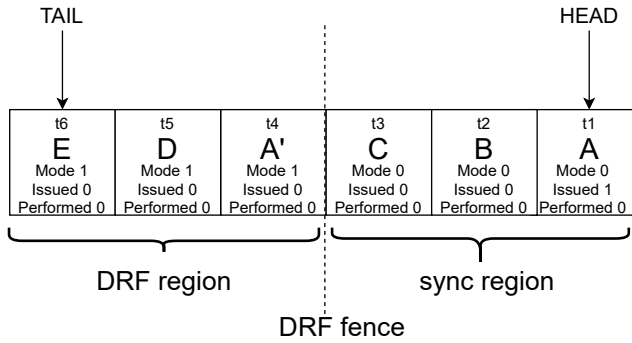 TAIL
HEAD
t6
E
Mode 1
Issued 0
Performed 0
t5
D
Mode 1
Issued 0
Performed 0
t4
A'
Mode 1
Issued 0
Performed 0
t3
C
Mode 0
Issued 0
Performed 0
t2
B
Mode 0
Issued 0
Performed 0
t1
A
Mode 0
Issued 1
Performed 0
DRF region
sync region
DRF fence